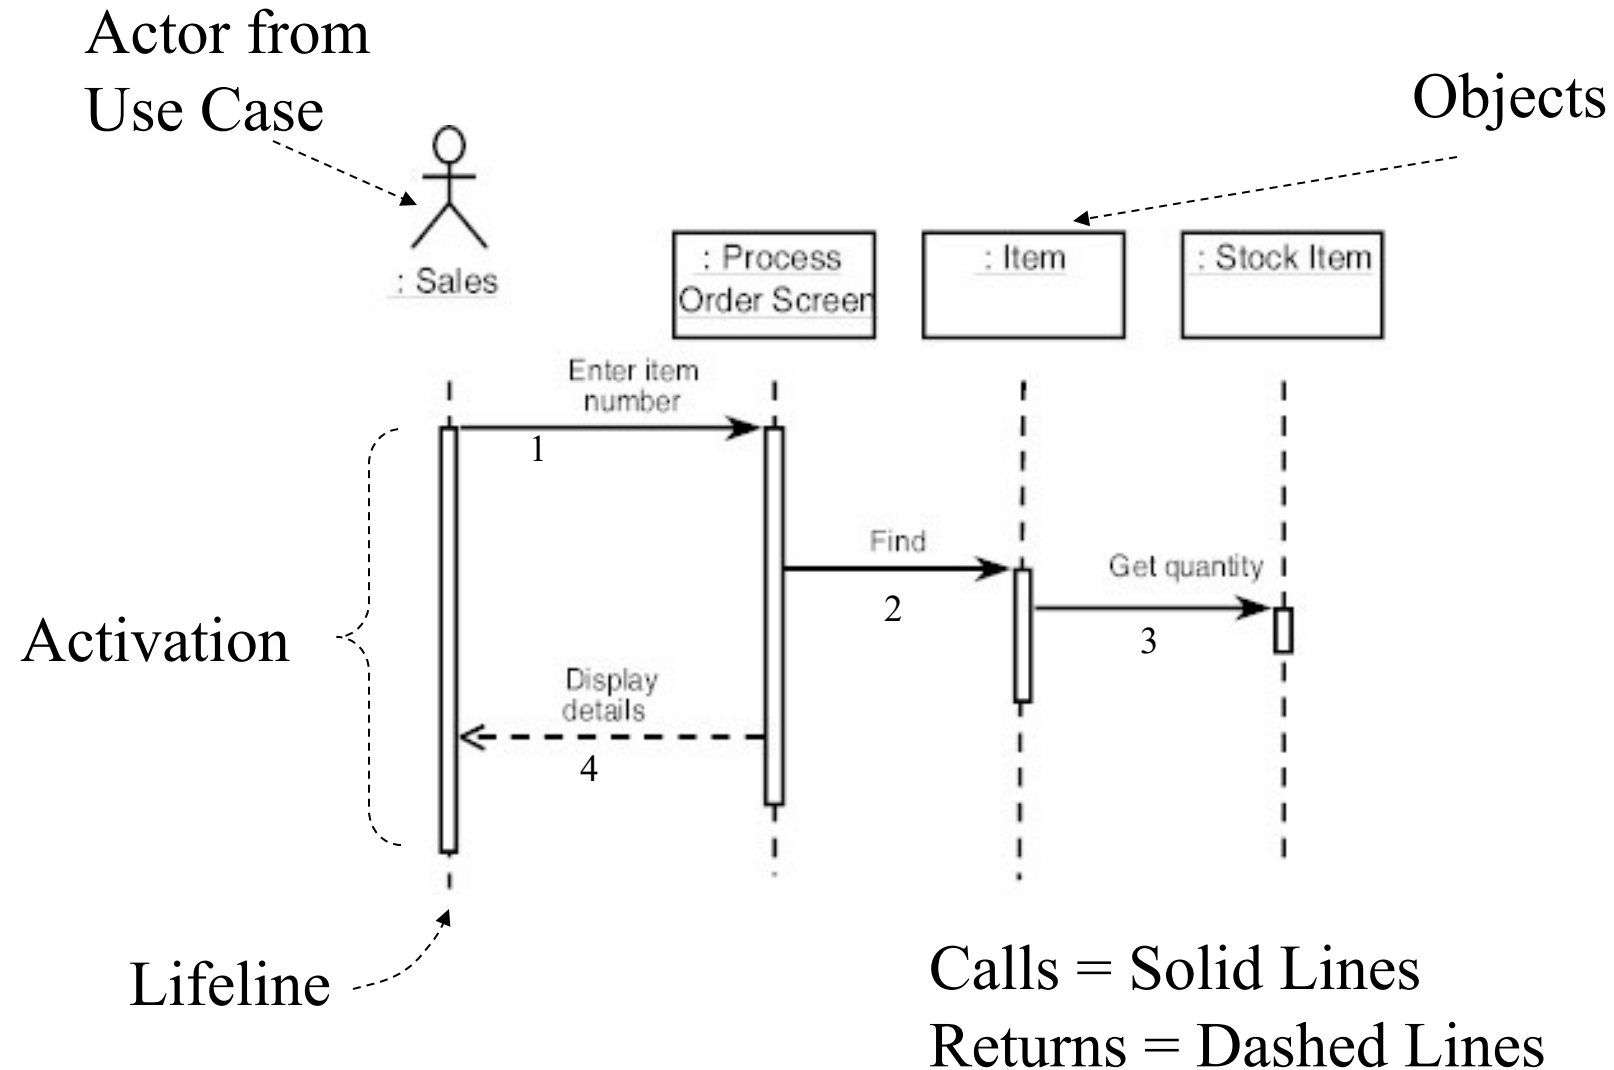 Actor from
Use Case
Objects
: Sales
: Process
Order Screen
: Item
: Stock Item
Enter item
number
1
Find
2
Get quantity
3
Activation
Display
details
4
Lifeline
Calls = Solid Lines
Returns = Dashed Lines